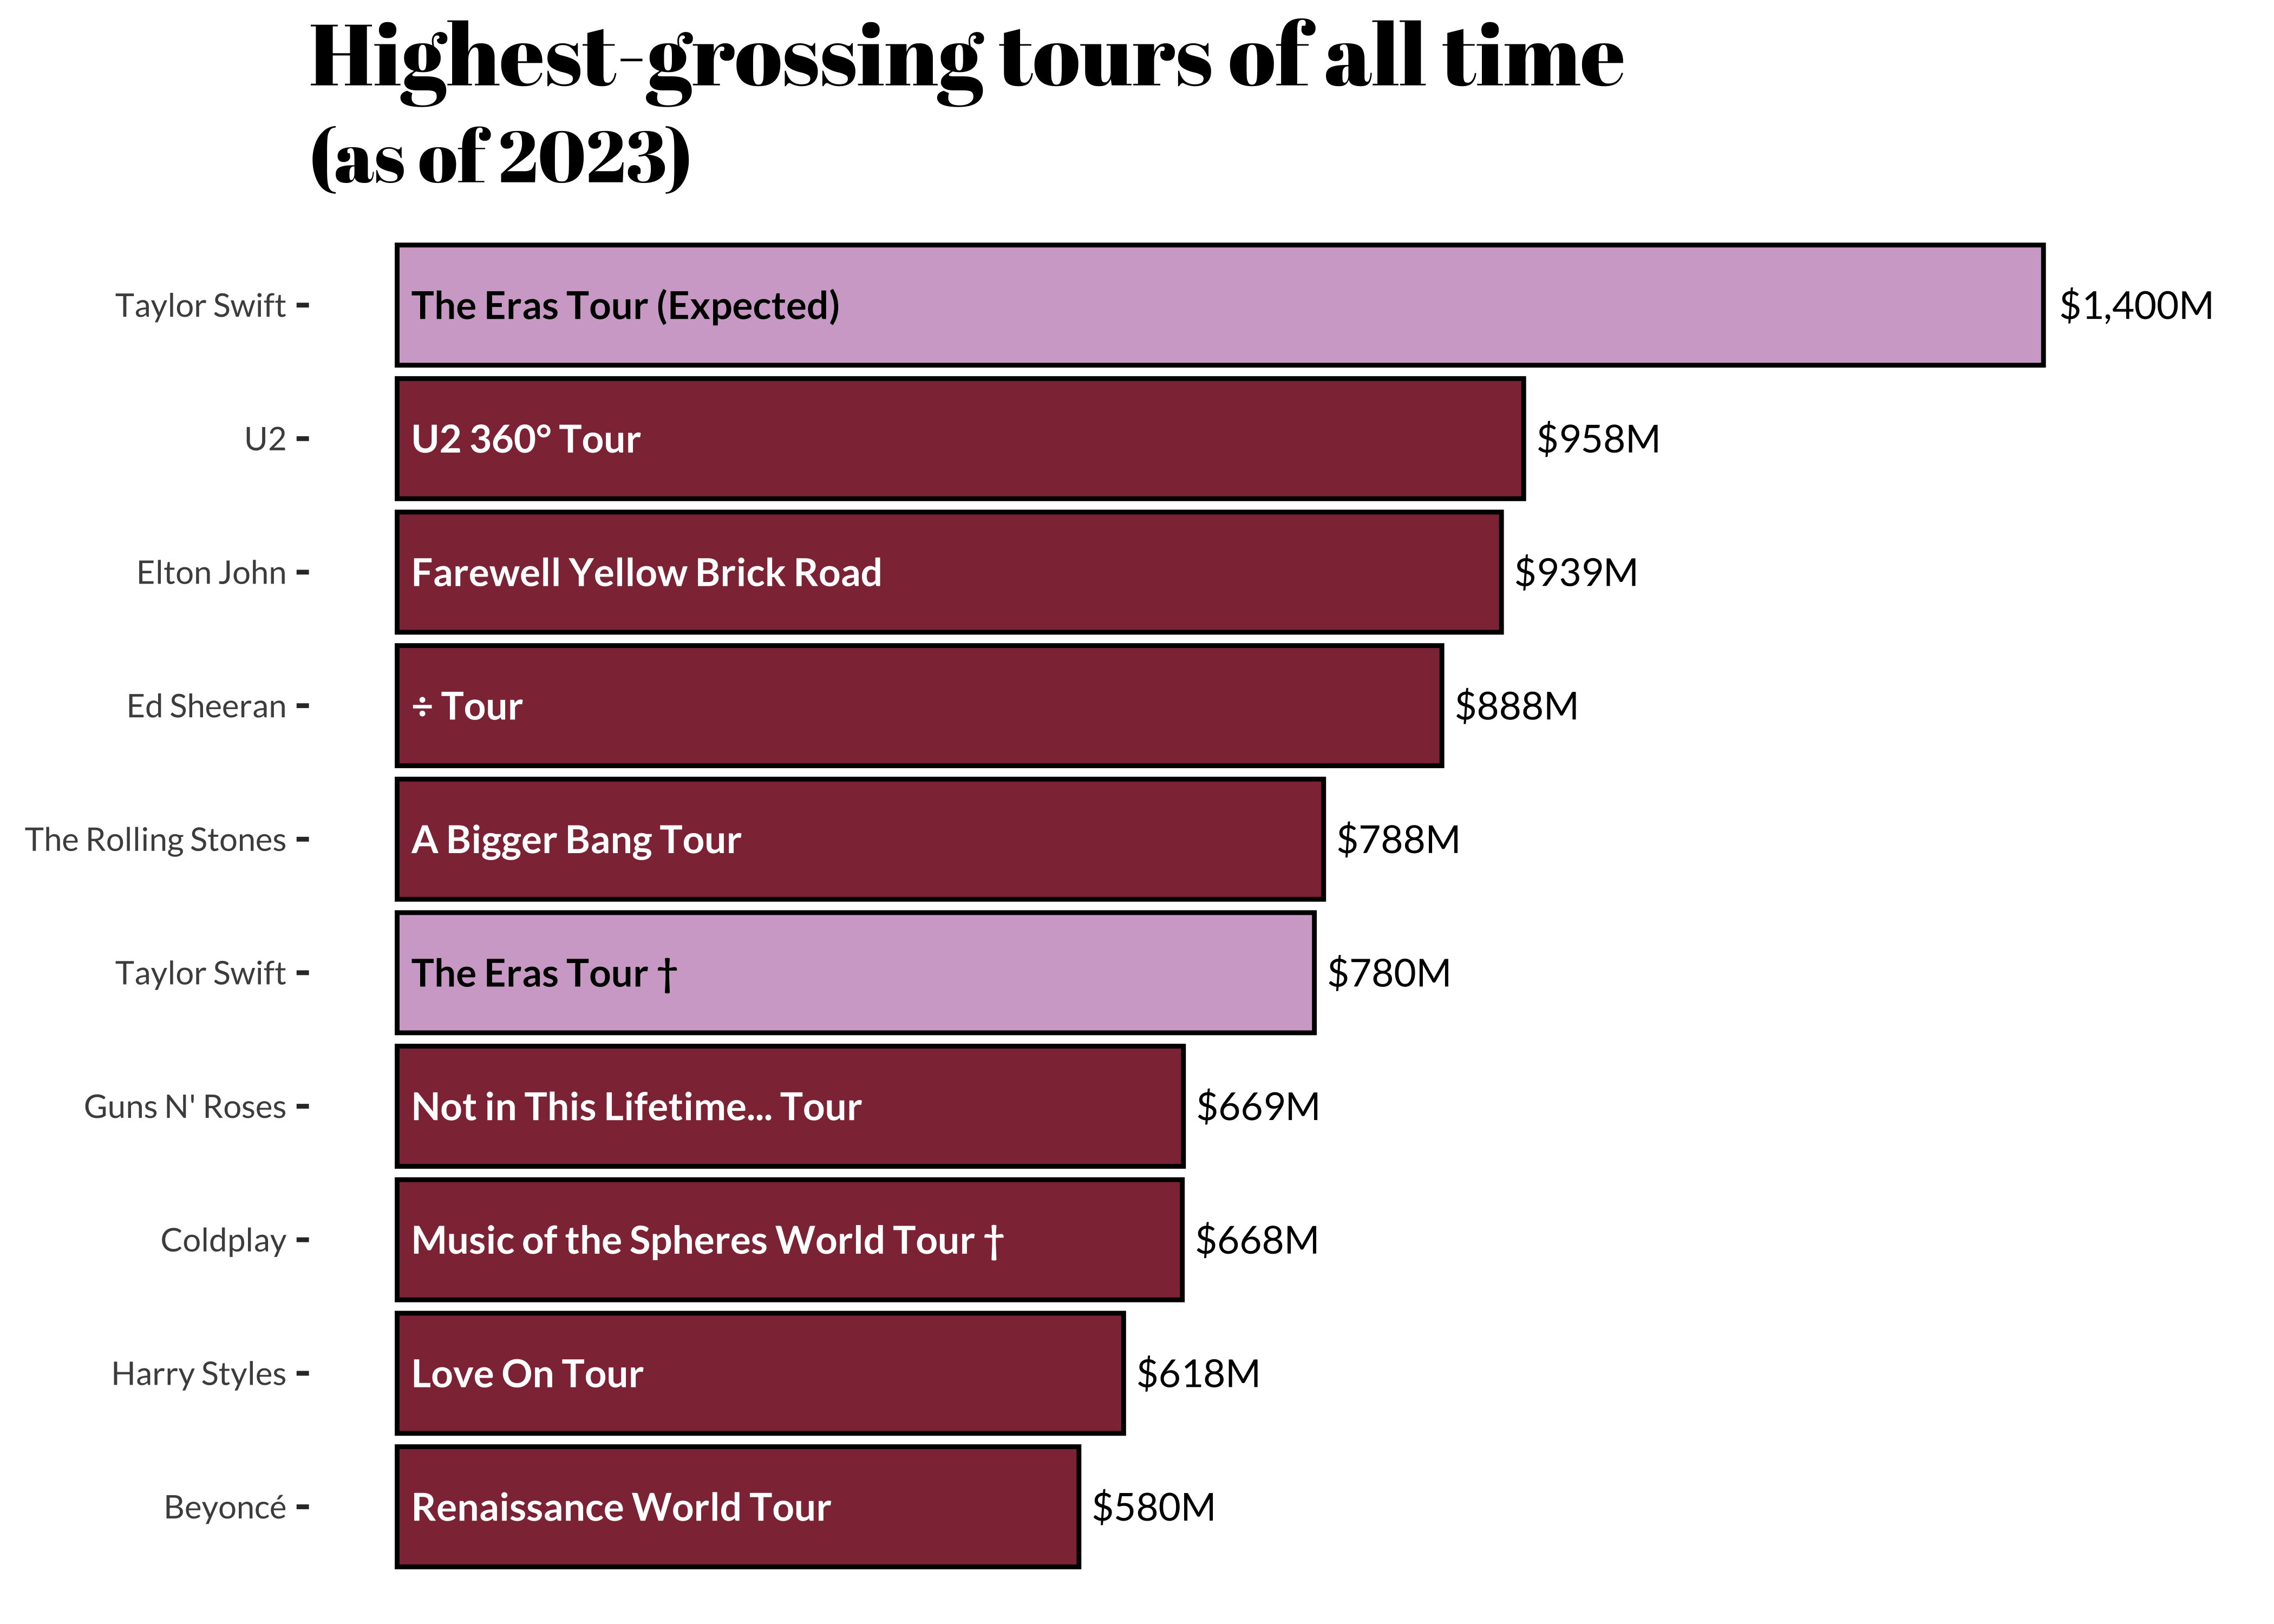 Highest-grossing tours of all time
(as of 2023)
Taylor Swift The Eras Tour (Expected) $1,400M
U2 U2 360° Tour $958M
Elton John Farewell Yellow Brick Road $939M
Ed Sheeran ÷ Tour $888M
The Rolling Stones A Bigger Bang Tour $788M
Taylor Swift The Eras Tour † $780M
Guns N' Roses Not in This Lifetime... Tour $669M
Coldplay Music of the Spheres World Tour † $668M
Harry Styles Love On Tour $618M
Beyoncé Renaissance World Tour $580M